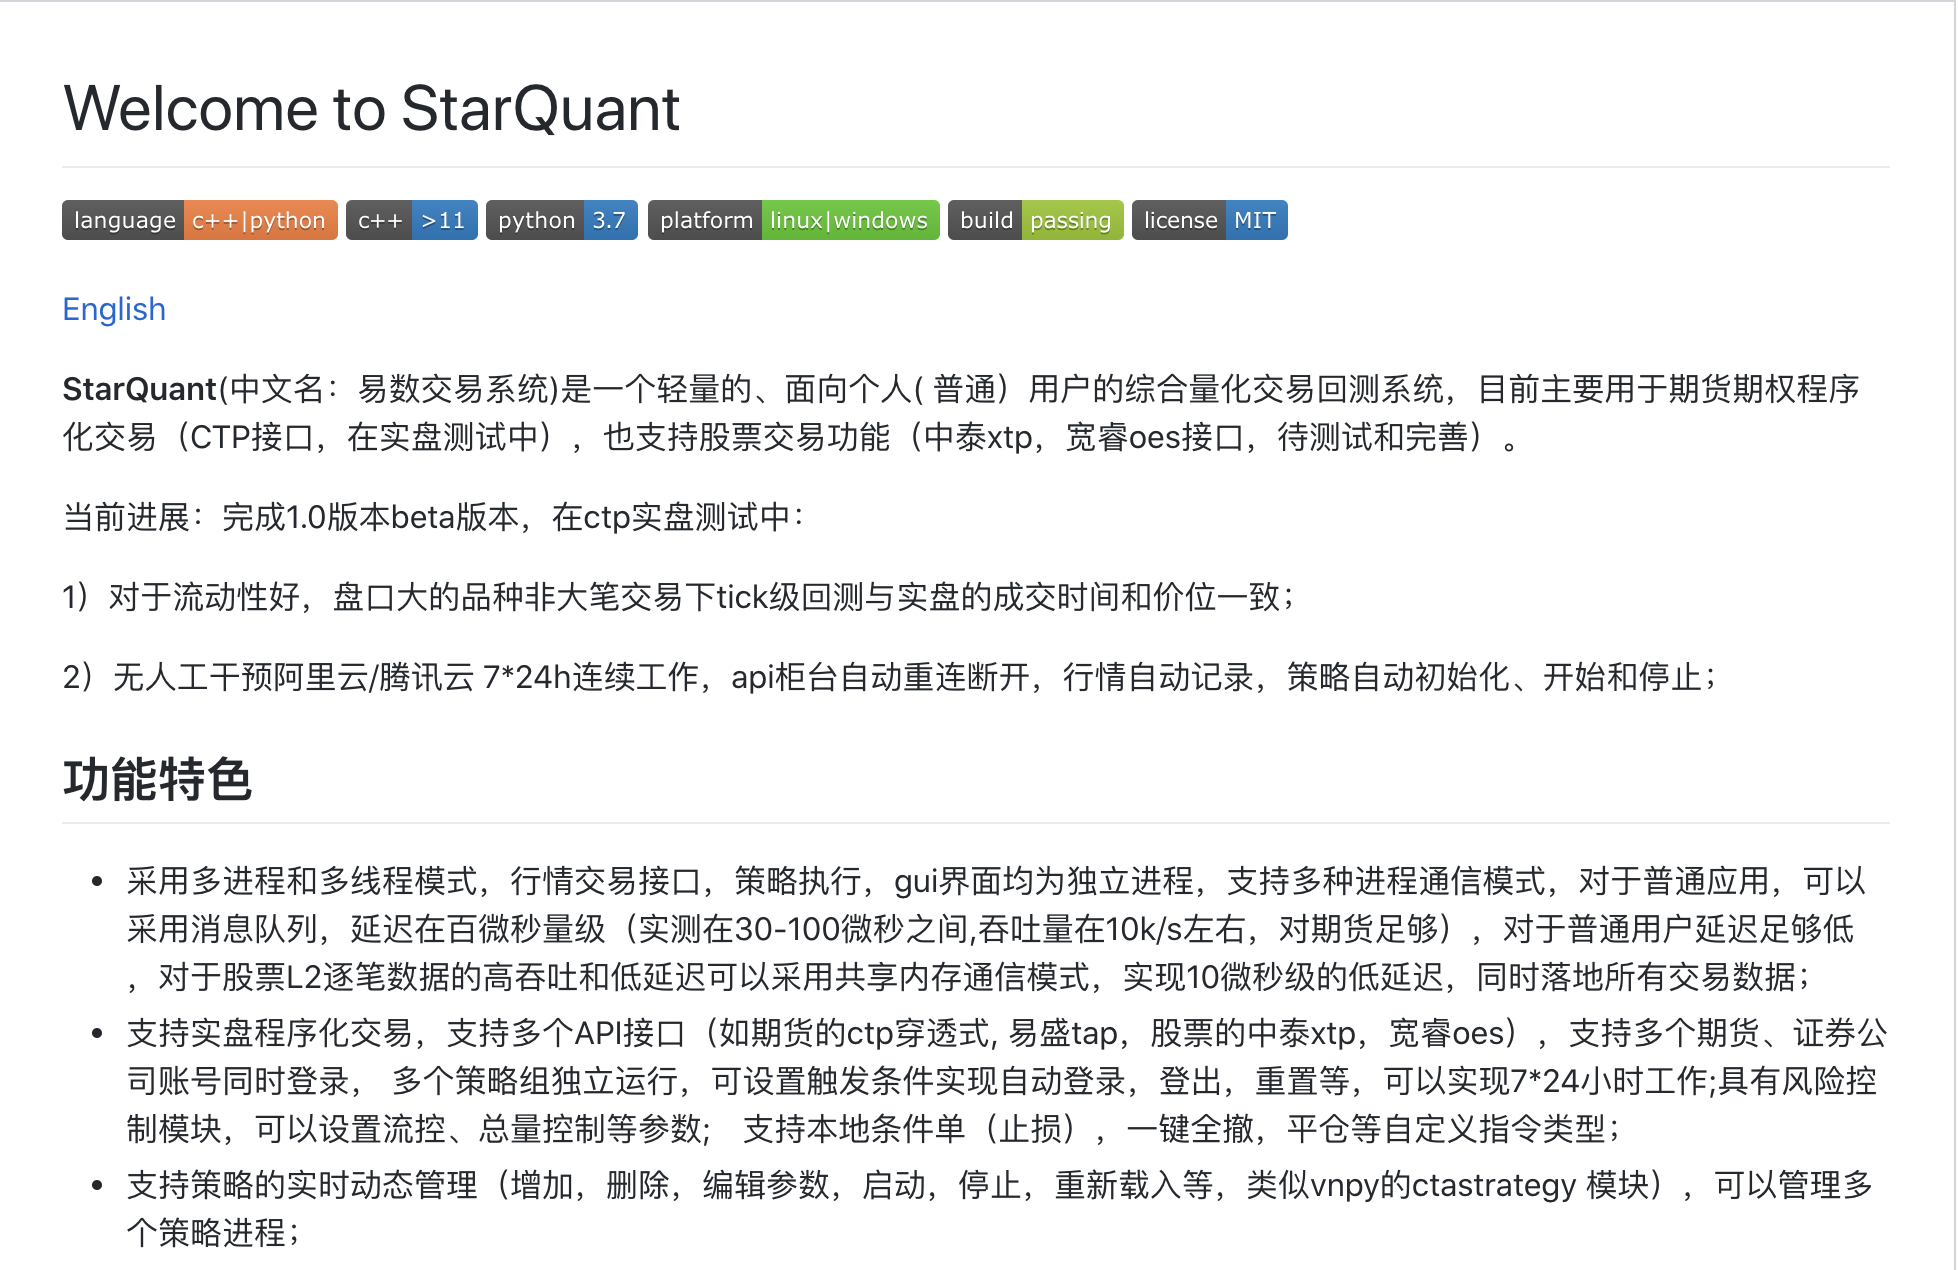 Welcome to StarQuant
language c++|python c++ >11 python 3.7 platform linux|windows build passing license MIT
English
StarQuant(中文名：易数交易系统)是一个轻量的、面向个人( 普通）用户的综合量化交易回测系统，目前主要用于期货期权程序
化交易（CTP接口，在实盘测试中），也支持股票交易功能（中泰xtp，宽睿oes接口，待测试和完善）。
当前进展：完成1.0版本beta版本，在ctp实盘测试中：
1）对于流动性好，盘口大的品种非大笔交易下tick级回测与实盘的成交时间和价位一致；
2）无人工干预阿里云/腾讯云 7*24h连续工作，api柜台自动重连断开，行情自动记录，策略自动初始化、开始和停止；
功能特色
• 采用多进程和多线程模式，行情交易接口，策略执行，gui界面均为独立进程，支持多种进程通信模式，对于普通应用，可以
采用消息队列，延迟在百微秒量级（实测在30-100微秒之间,吞吐量在10k/s左右，对期货足够），对于普通用户延迟足够低
，对于股票L2逐笔数据的高吞吐和低延迟可以采用共享内存通信模式，实现10微秒级的低延迟，同时落地所有交易数据；
• 支持实盘程序化交易，支持多个API接口（如期货的ctp穿透式, 易盛tap，股票的中泰xtp，宽睿oes），支持多个期货、证券公
司账号同时登录， 多个策略组独立运行，可设置触发条件实现自动登录，登出，重置等，可以实现7*24小时工作;具有风险控
制模块，可以设置流控、总量控制等参数; 支持本地条件单（止损），一键全撤，平仓等自定义指令类型；
• 支持策略的实时动态管理（增加，删除，编辑参数，启动，停止，重新载入等，类似vnpy的ctastrategy 模块），可以管理多
个策略进程；